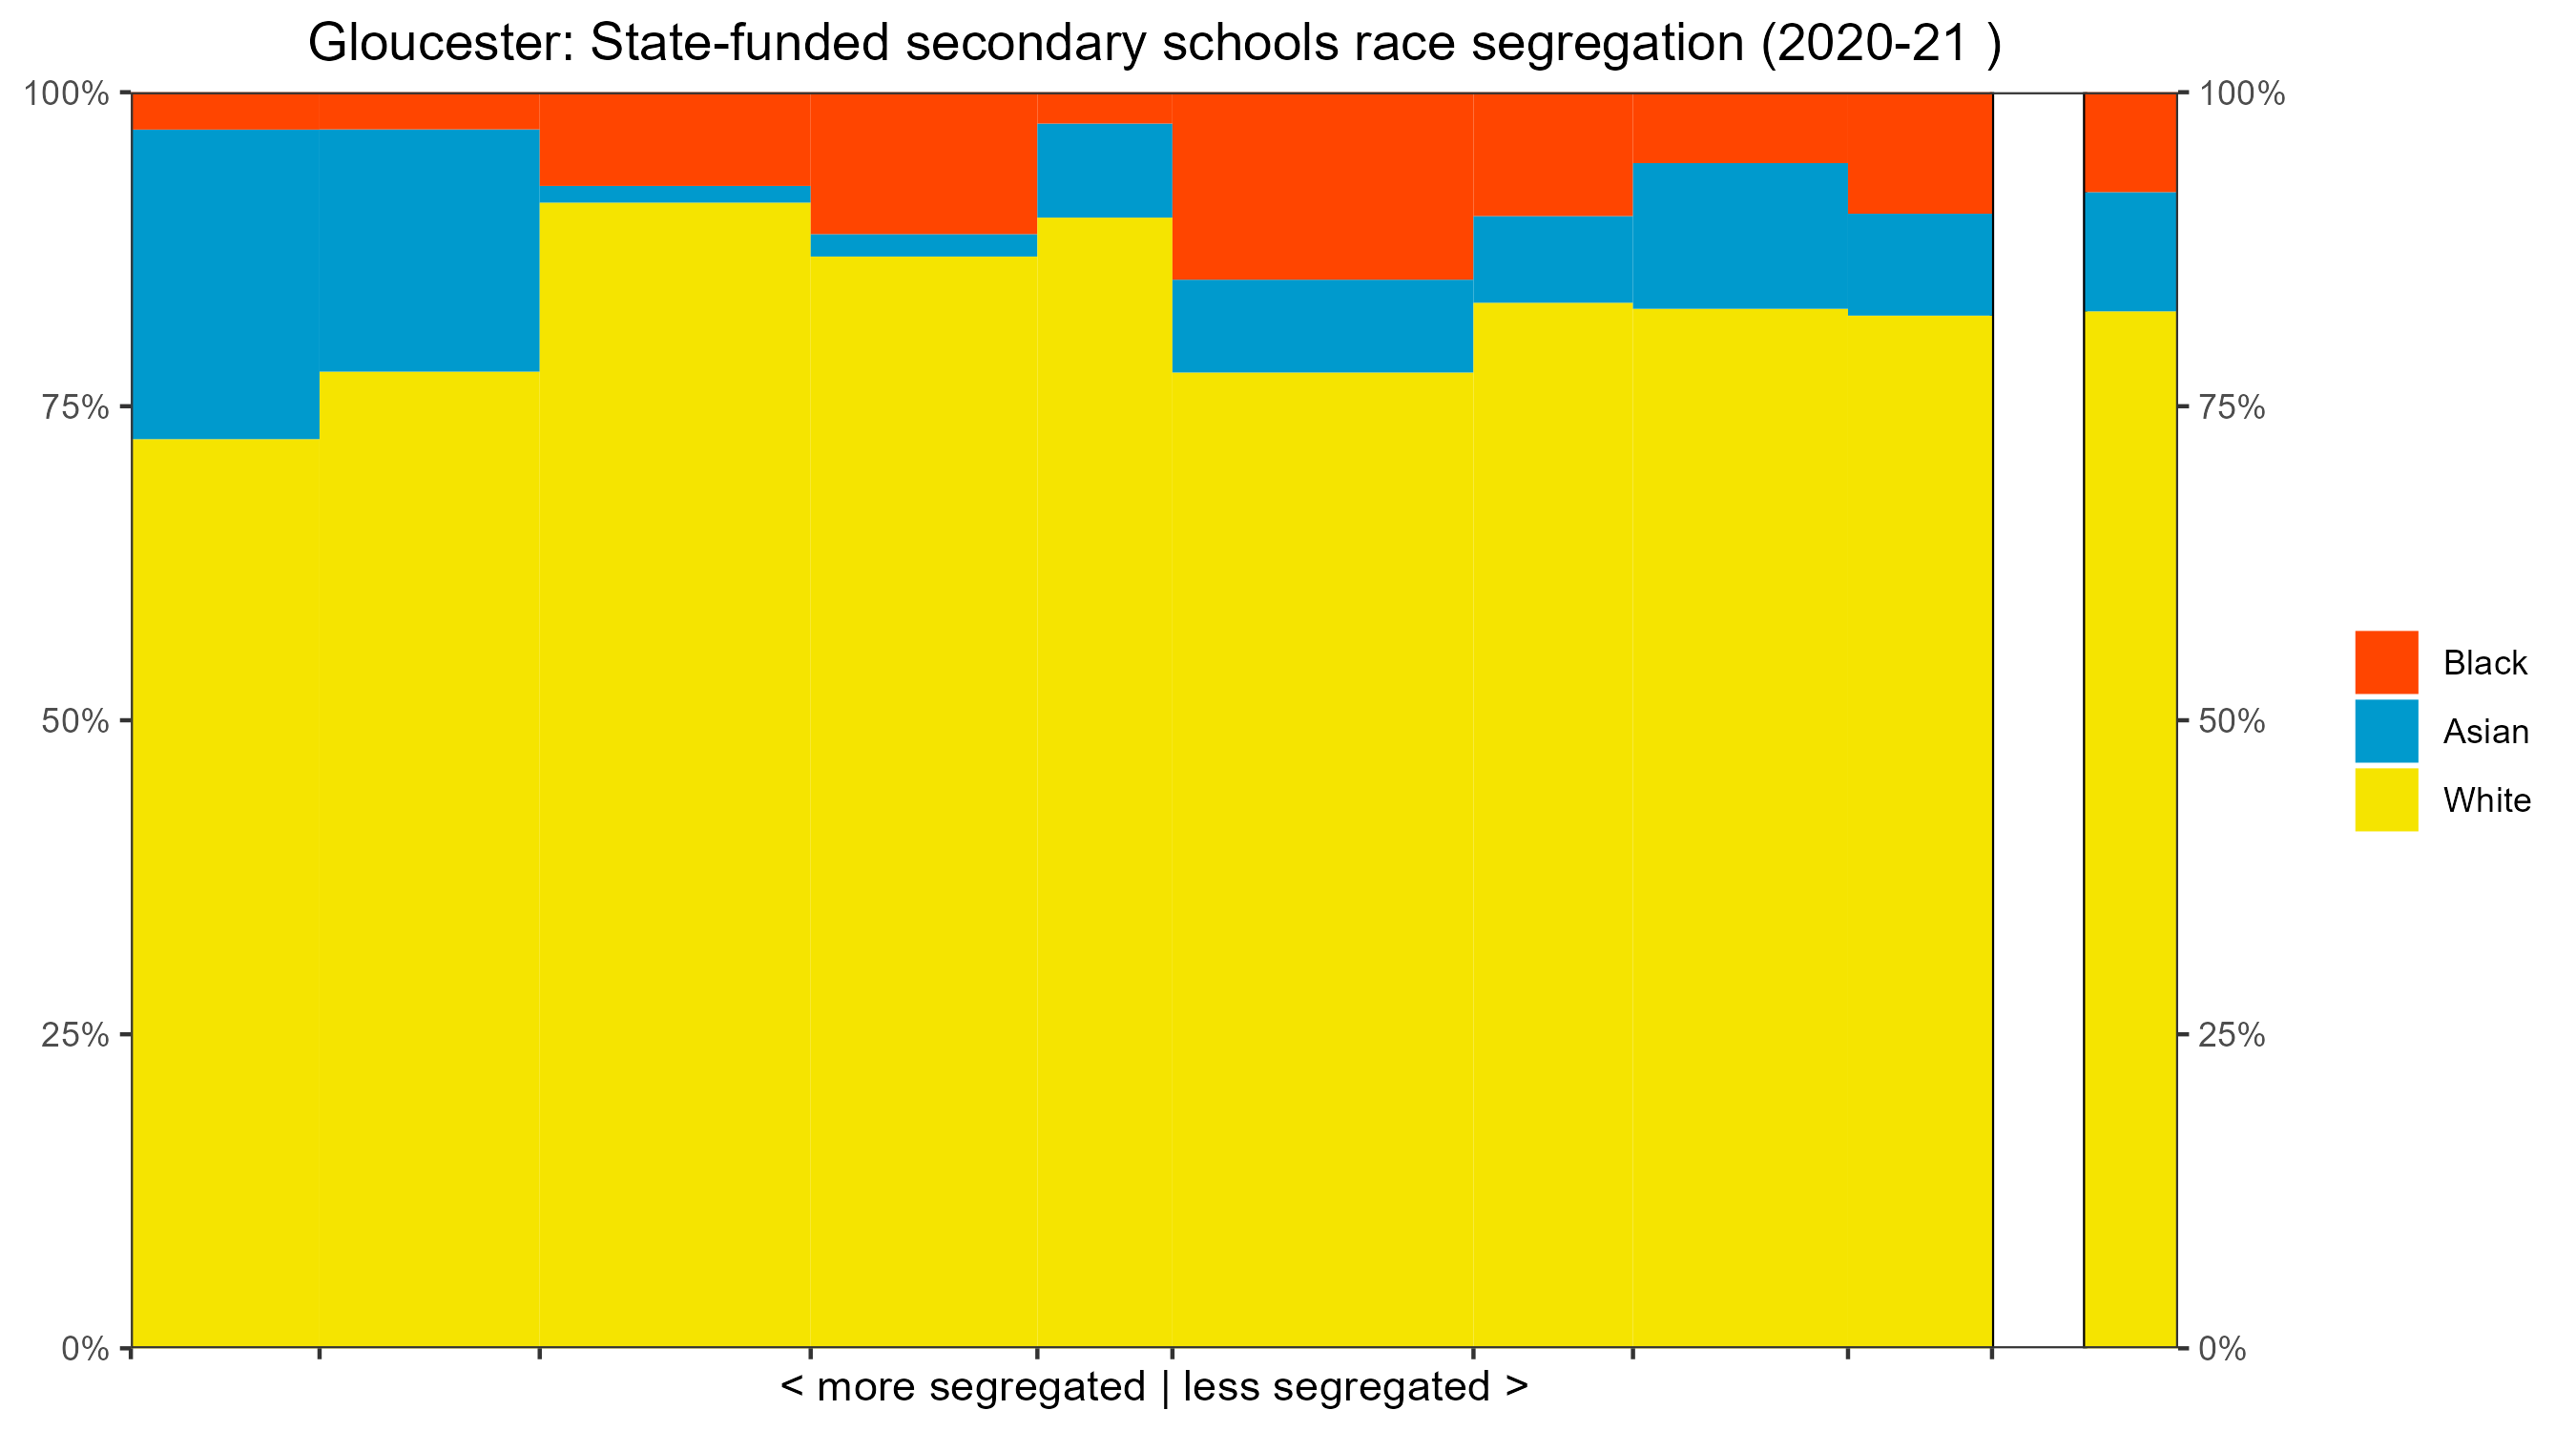 Gloucester: State-funded secondary schools race segregation (2020-21 )
100%
100%
75%
75%
50%
50%
25%
25%
0%
0%
Black
Asian
White
< more segregated | less segregated >